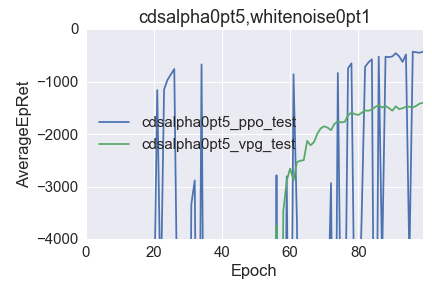 cdsalpha0pt5,whitenoise0pt1
0
−1000
−2000
−3000
−4000
AverageEpRet
cdsalpha0pt5_ppo_test
cdsalpha0pt5_vpg_test
0 20 40 60 80
Epoch